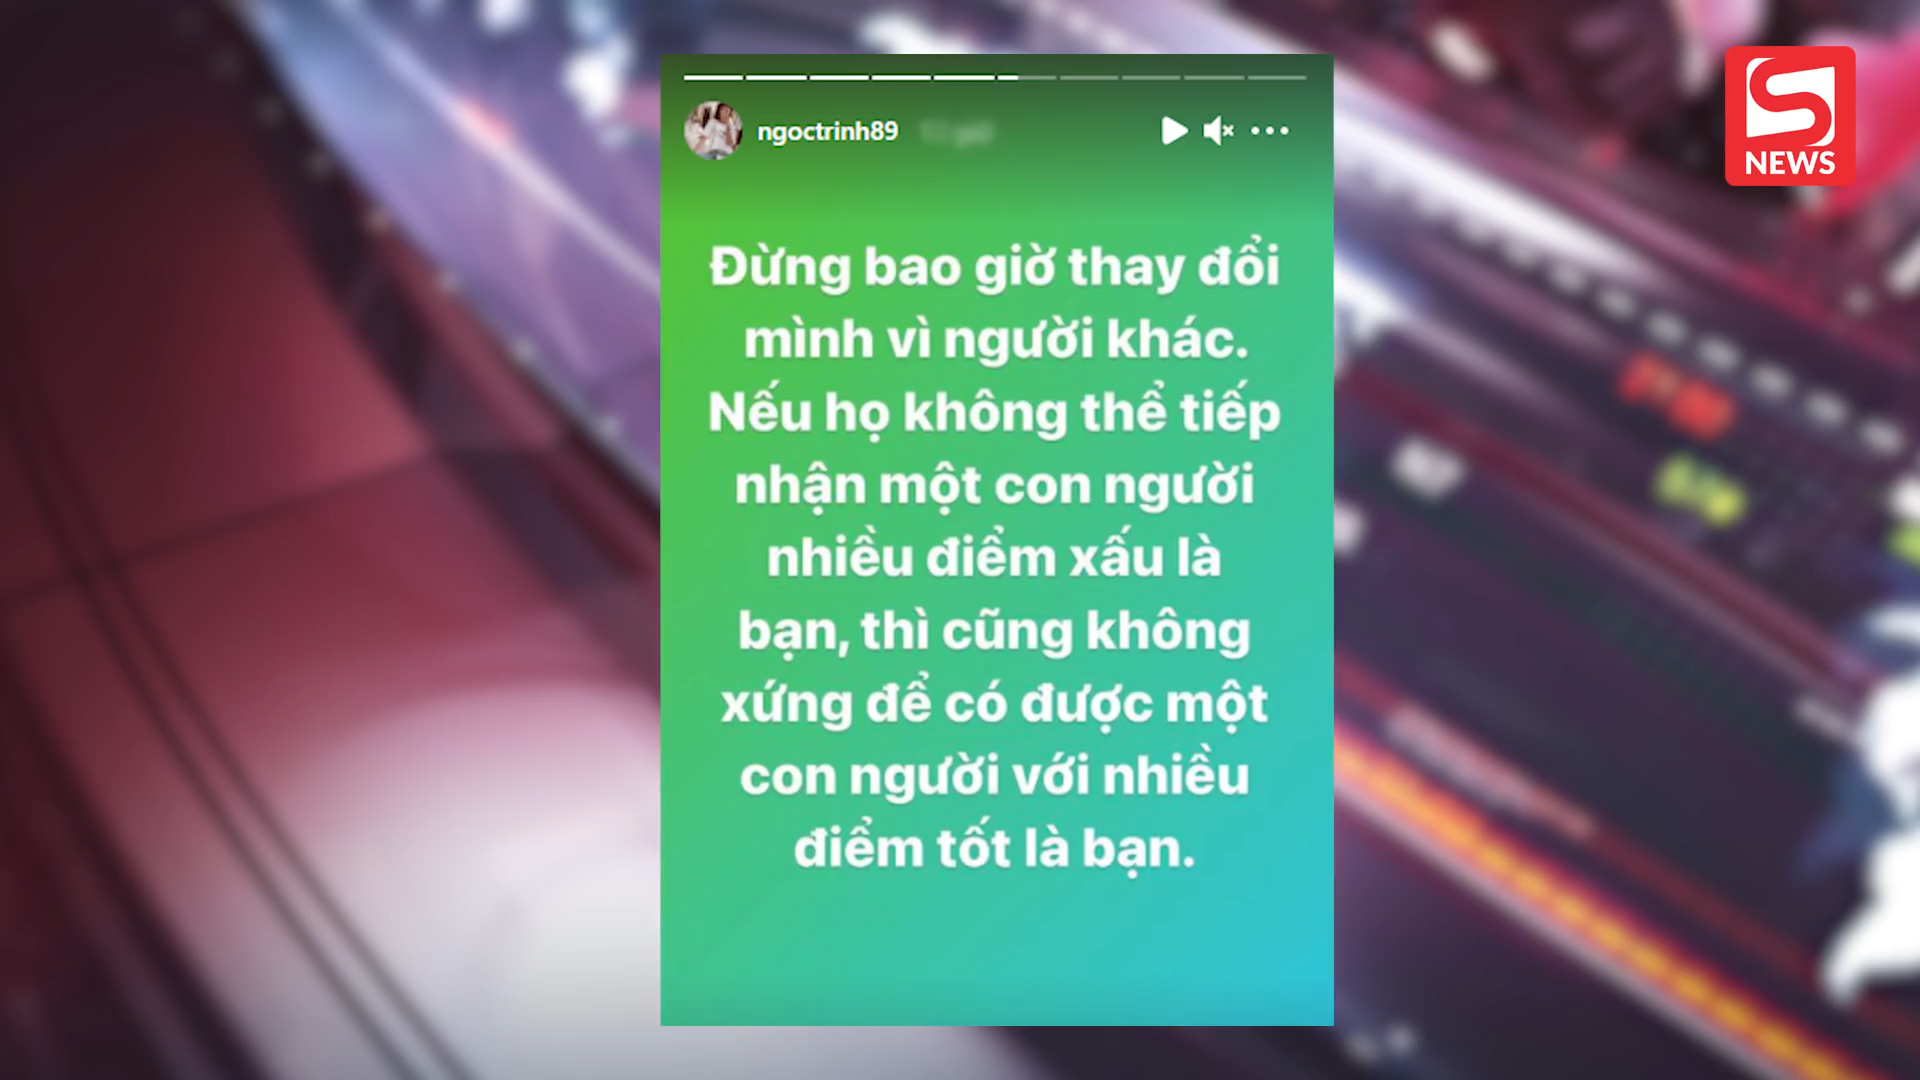 ngoctrinh89
S
NEWS
Đừng bao giờ thay đổi
mình vì người khác.
Nếu họ không thể tiếp
nhận một con người
nhiều điểm xấu là
bạn, thì cũng không
xứng để có được một
con người với nhiều
điểm tốt là bạn.